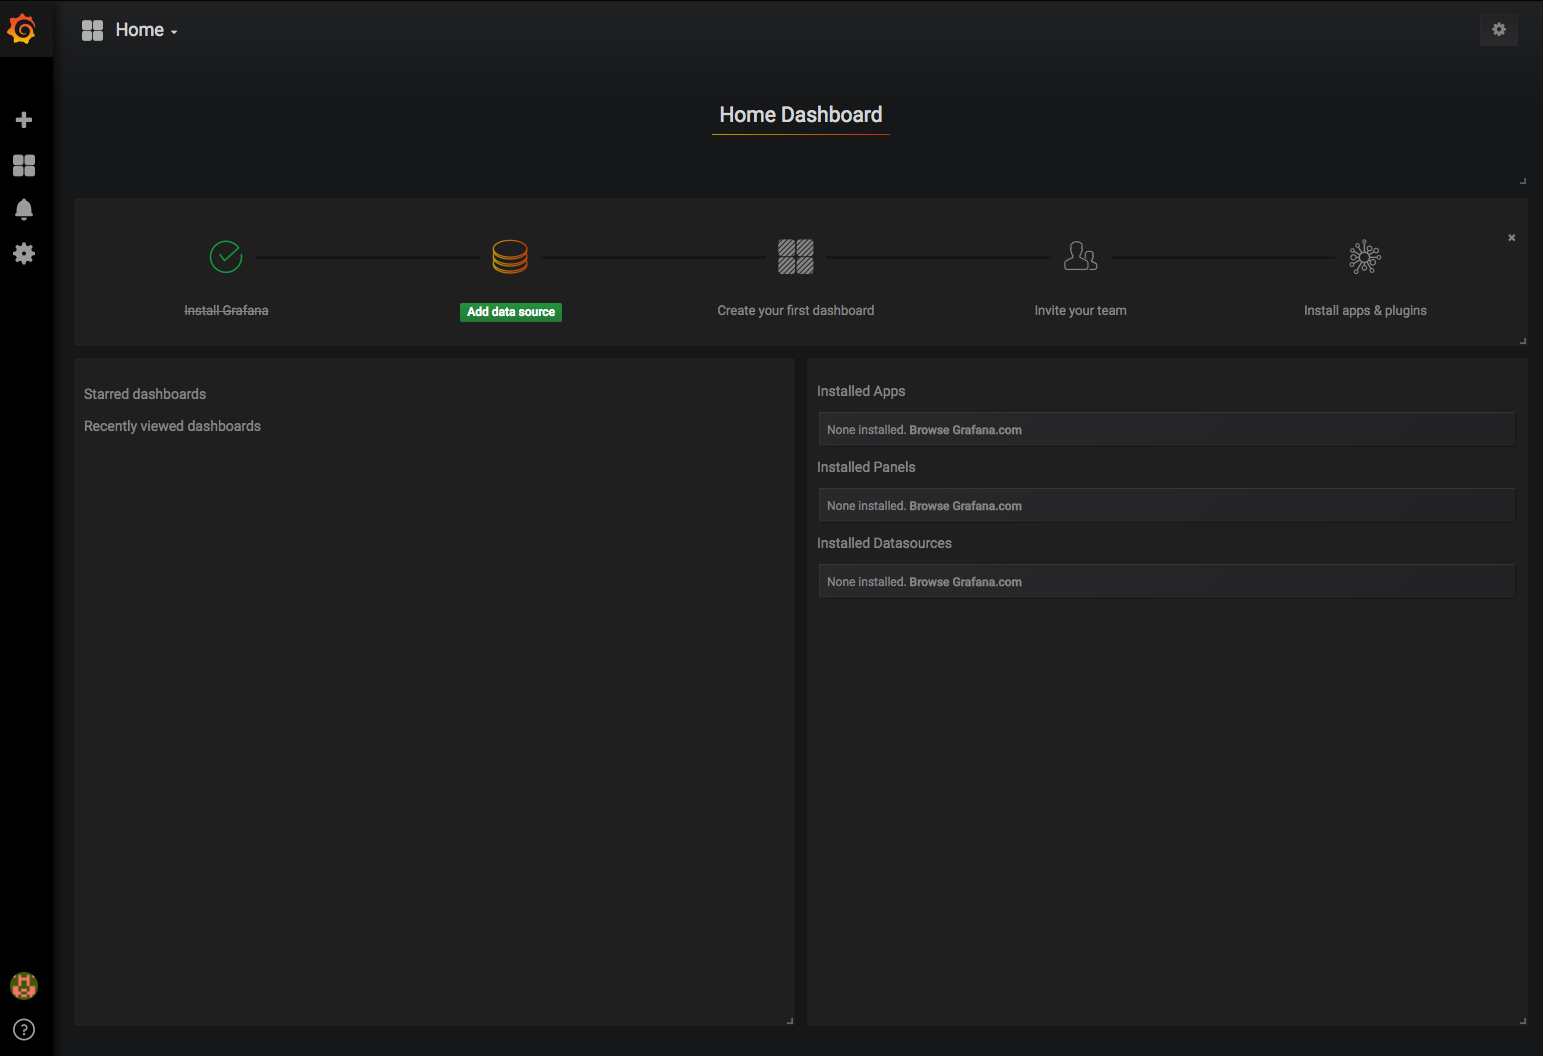 Home
Home Dashboard
Install Grafana
Add data source
Create your first dashboard
Invite your team
Install apps & plugins
Starred dashboards
Recently viewed dashboards
Installed Apps
None installed. Browse Grafana.com
Installed Panels
None installed. Browse Grafana.com
Installed Datasources
None installed. Browse Grafana.com
?